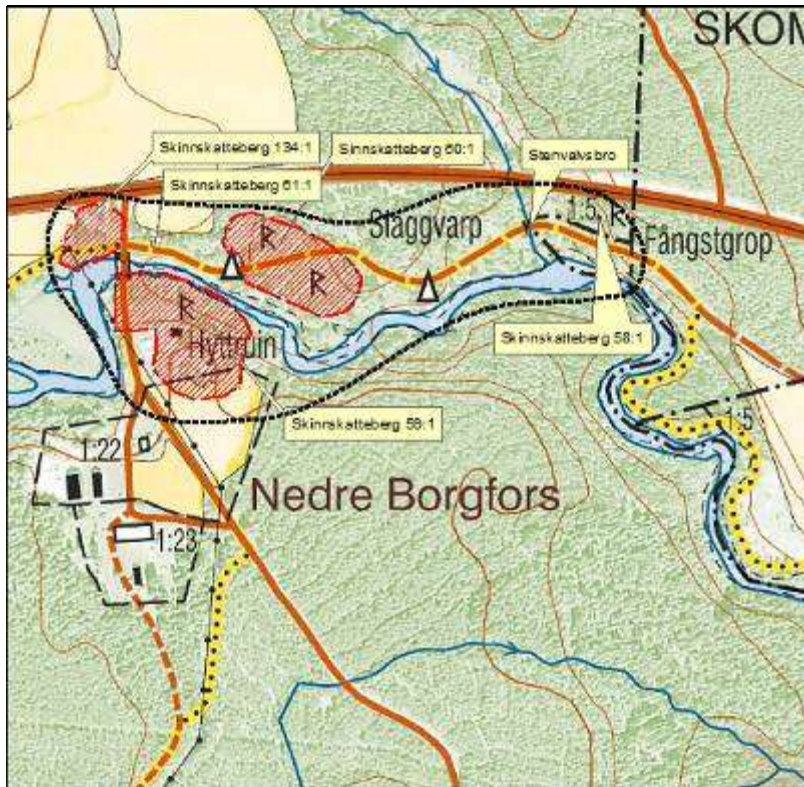 SKOM
Skinnskatteberg 134:1
Sinnskatteberg 60:1
Skinnskatteberg 61:1
Stenvalvsbro
1:5
R
Slaggvarp
Fångstgrop
R
R
R
Hyttruin
Skinnskatteberg 58:1
Skinnskatteberg 58:1
1:5
1:22
Nedre Borgfors
1:23